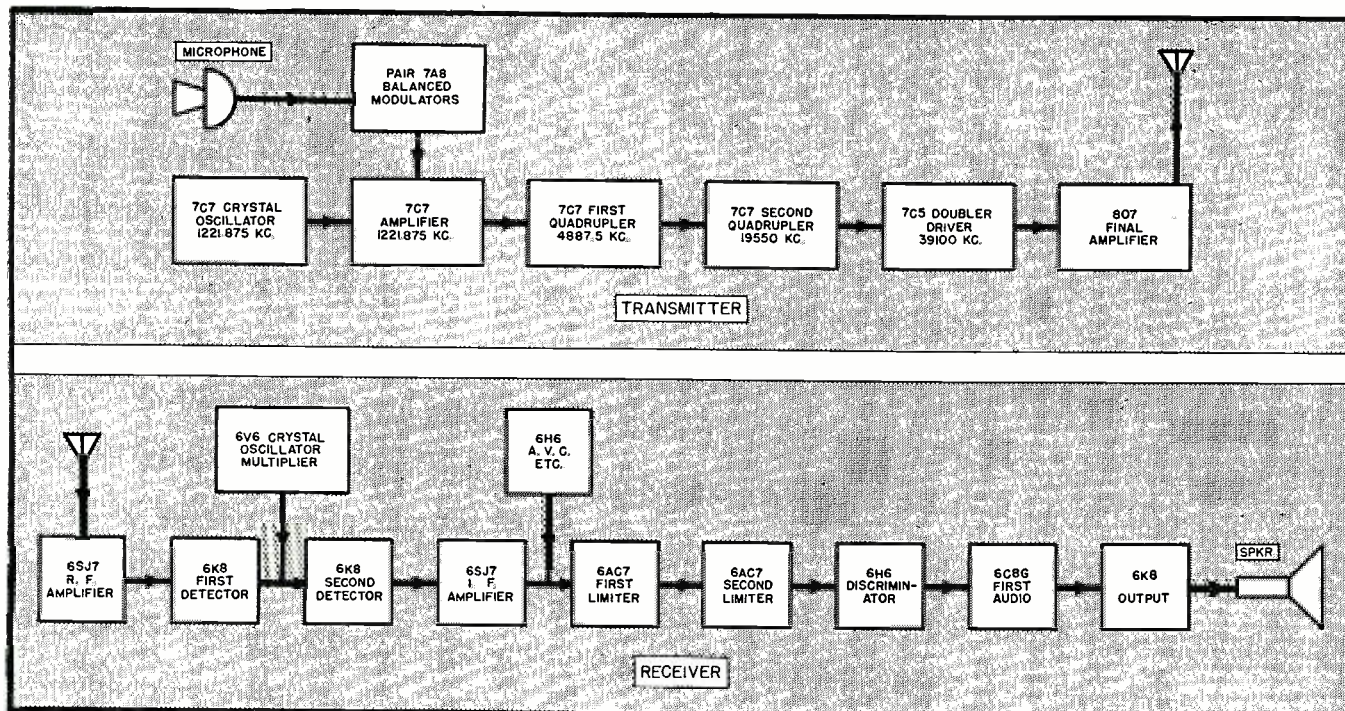 MICROPHONE
PAIR 7A8
BALANCED
MODULATORS
7C7 CRYSTAL
OSCILLATOR
1221.875 KC.
7C7
AMPLIFIER
1221.875 KC.
7C7 FIRST
QUADRUPLER
4887.5 KC.
7C7 SECOND
QUADRUPLER
19550 KC.
7C5 DOUBLER
DRIVER
39100 KC.
807
FINAL
AMPLIFIER
TRANSMITTER
6V6 CRYSTAL
OSCILLATOR
MULTIPLIER
6H6
A. V. C.
ETC.
6SJ7
R. F.
AMPLIFIER
6K8
FIRST
DETECTOR
6K8
SECOND
DETECTOR
6SJ7
I. F.
AMPLIFIER
6AC7
FIRST
LIMITER
6AC7
SECOND
LIMITER
6H6
DISCRIMIN-
ATOR
6C8G
FIRST
AUDIO
6K8
OUTPUT
SPKR
RECEIVER